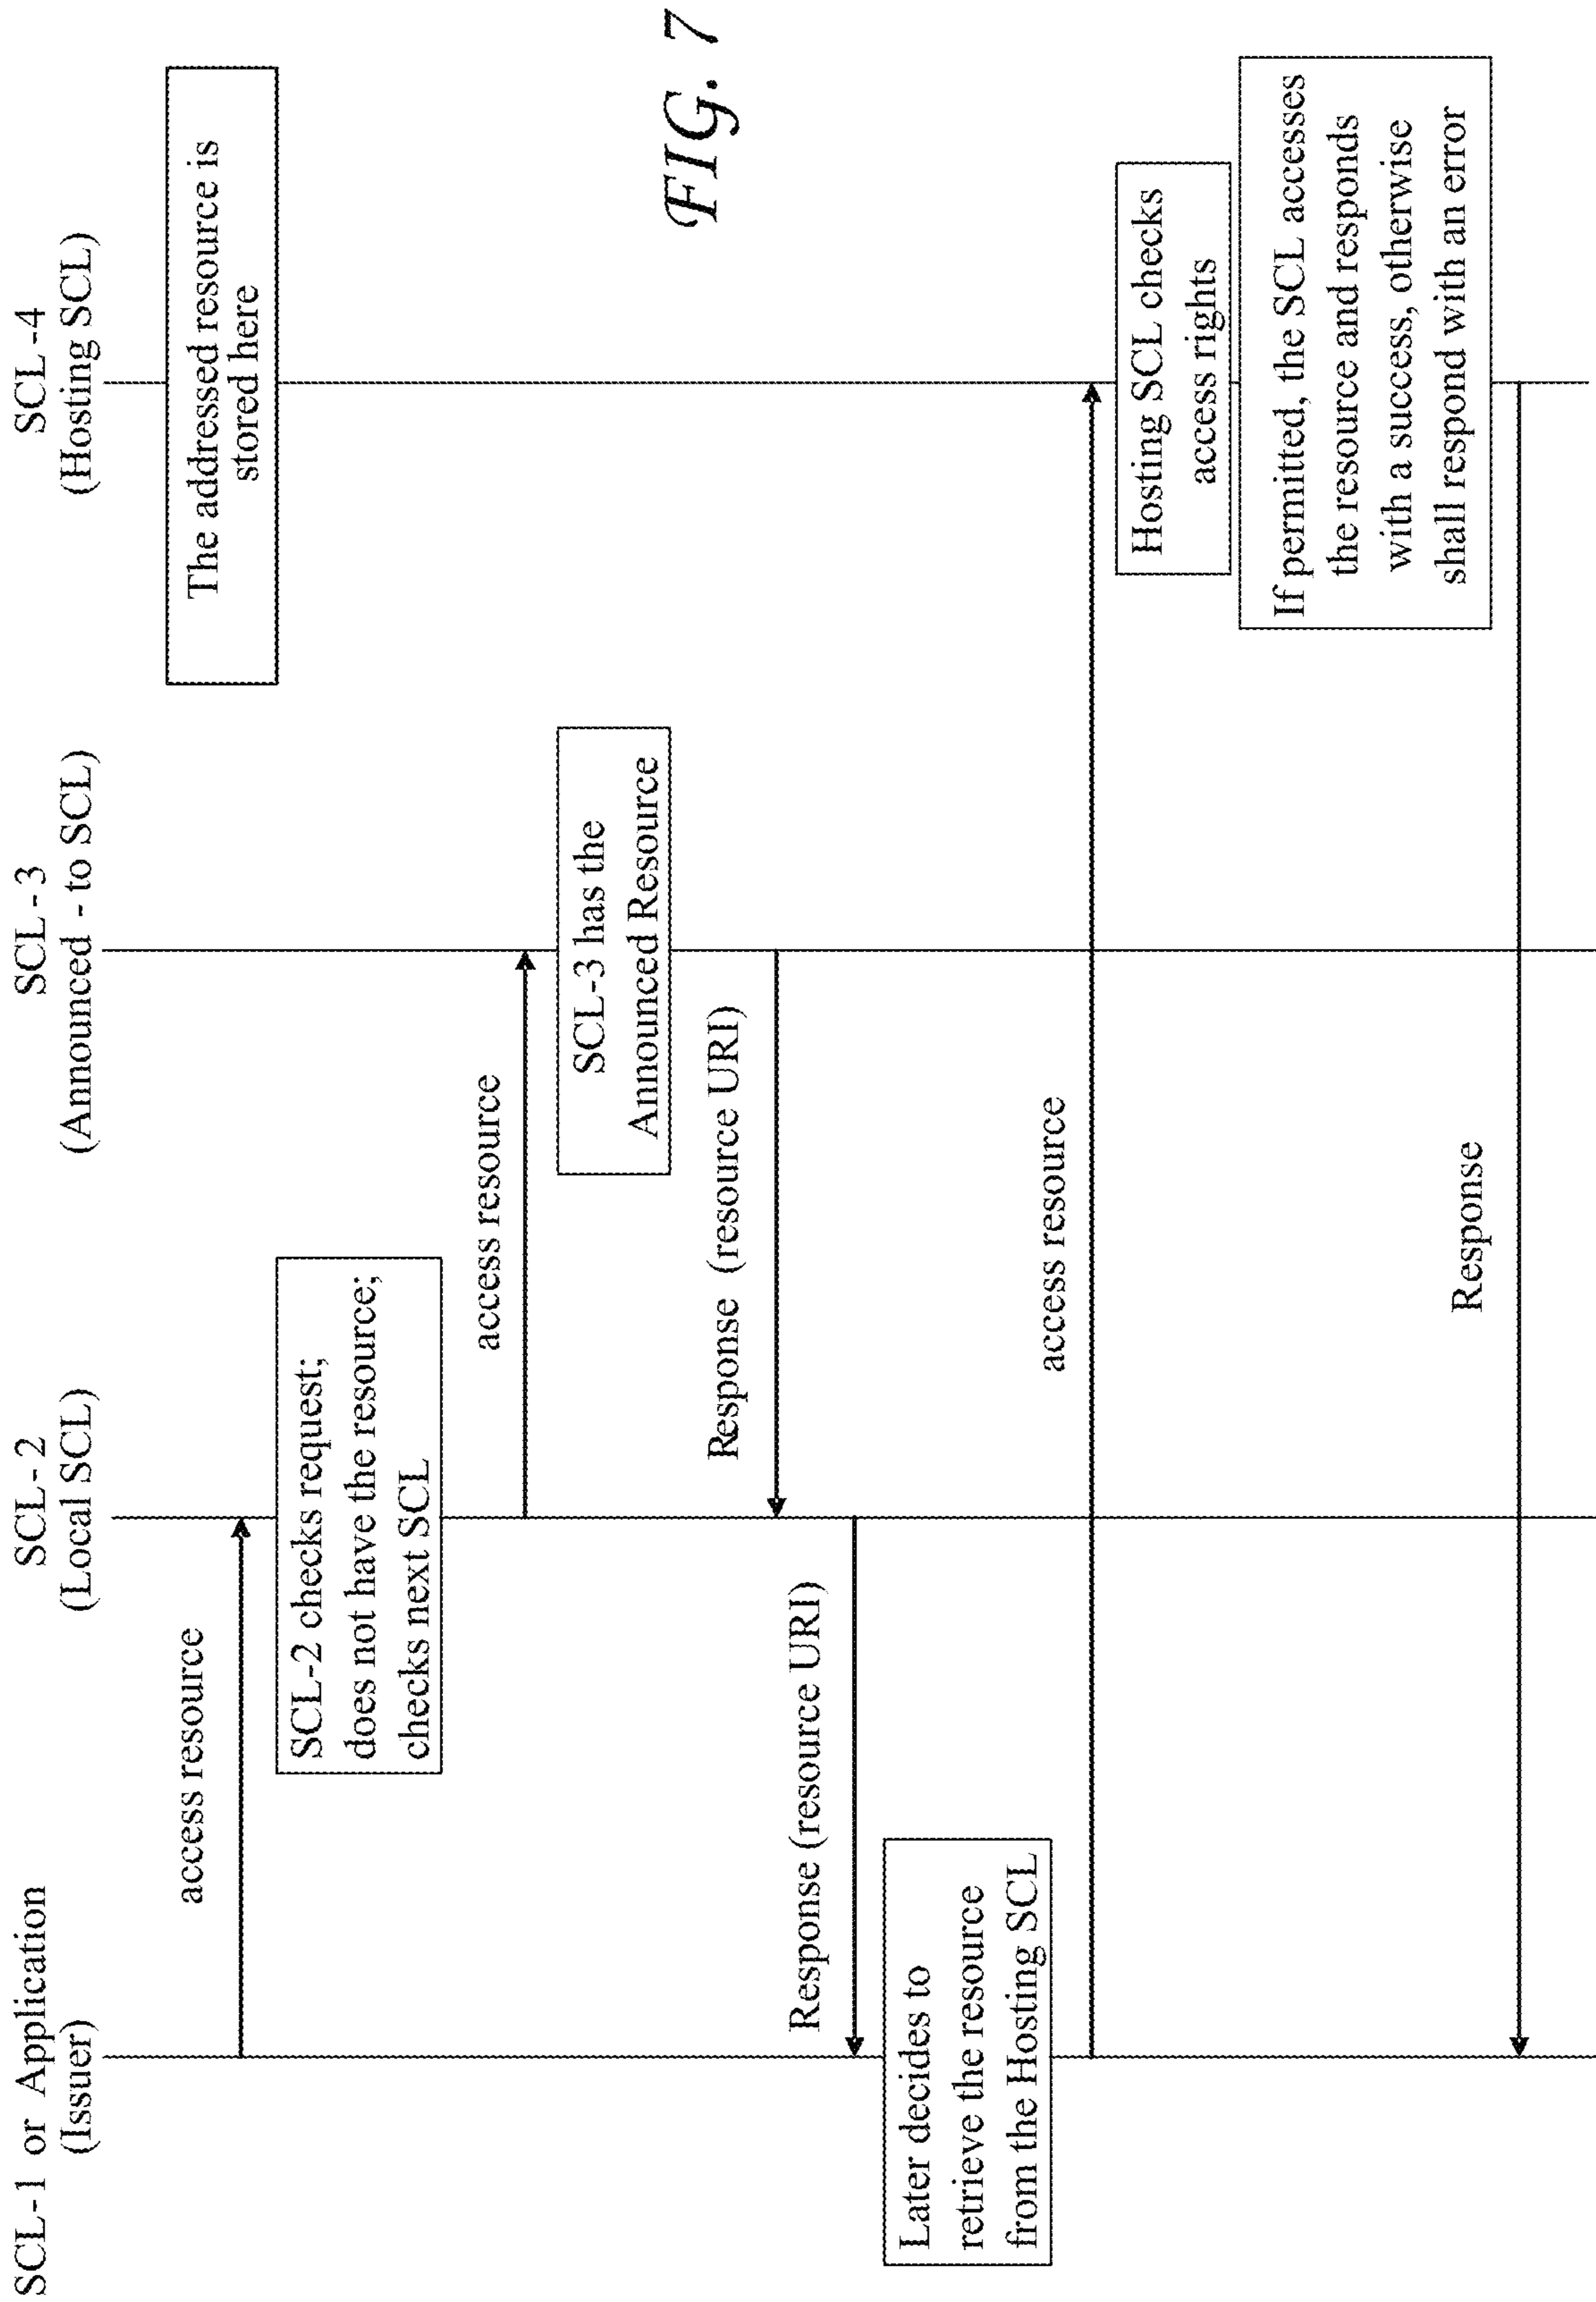 SCL-1 or Application
(Issuer)
SCL-2
(Local SCL)
SCL-3
(Announced - to SCL)
SCL-4
(Hosting SCL)
The addressed resource is
stored here
access resource
SCL-2 checks request;
does not have the resource;
checks next SCL
access resource
SCL-3 has the
Announced Resource
Response (resource URI)
Response (resource URI)
Later decides to
retrieve the resource
from the Hosting SCL
access resource
Hosting SCL checks
access rights
If permitted, the SCL accesses
the resource and responds
with a success, otherwise
shall respond with an error
Response
FIG. 7